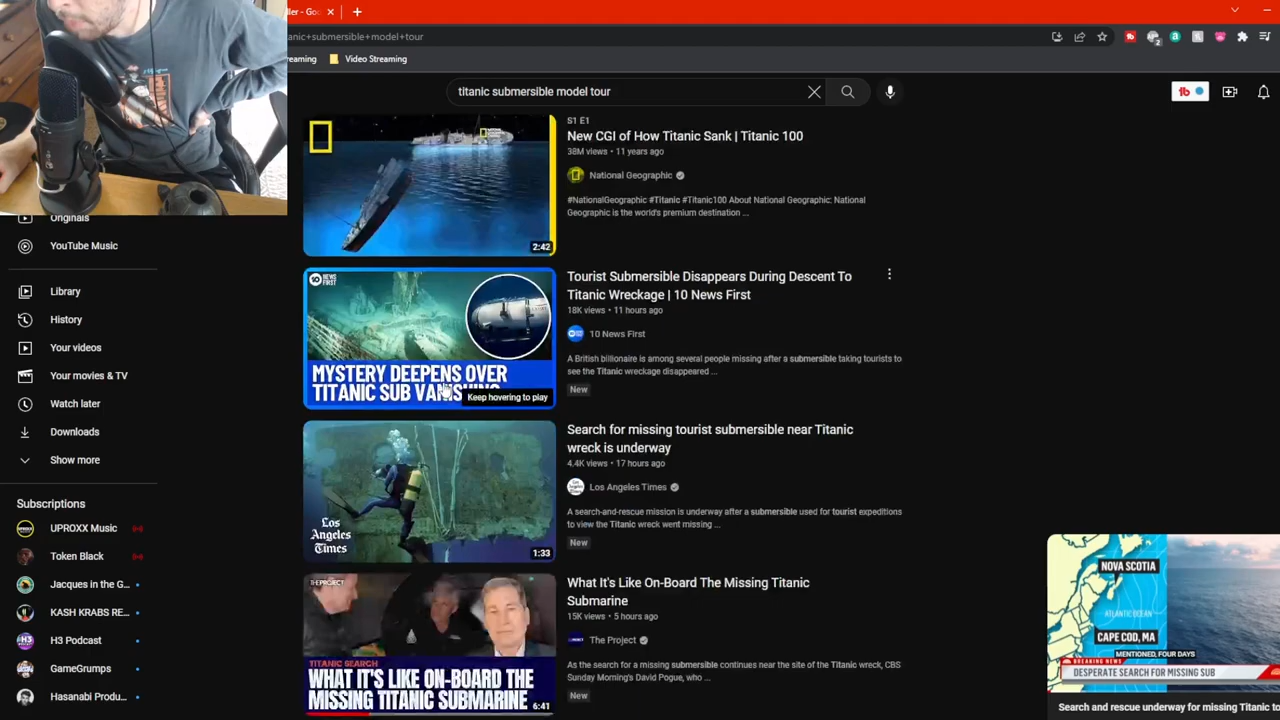 ller - Goo
anic+submersible+model+tour
reaming
Video Streaming
titanic submersible model tour
Originals
YouTube Music
Library
History
Your videos
Your movies & TV
Watch later
Downloads
Show more
Subscriptions
UPROXX Music
Token Black
Jacques in the G...
KASH KRABS RE...
H3 Podcast
GameGrumps
Hasanabi Produ...
2:42
S1 E1
New CGI of How Titanic Sank | Titanic 100
38M views • 11 years ago
National Geographic
#NationalGeographic #Titanic #Titanic100 About National Geographic: National
Geographic is the world's premium destination ...
10 NEWS
FIRST
MYSTERY DEEPENS OVER
TITANIC SUB
Keep hovering to play
Tourist Submersible Disappears During Descent To
Titanic Wreckage | 10 News First
18K views • 11 hours ago
10 News First
A British billionaire is among several people missing after a submersible taking tourists to
see the Titanic wreckage disappeared ...
New
Los
Angeles
Times
1:33
Search for missing tourist submersible near Titanic
wreck is underway
4.4K views • 17 hours ago
Los Angeles Times
A search-and-rescue mission is underway after a submersible used for tourist expeditions
to view the Titanic wreck went missing ...
New
THE PROJECT
TITANIC SEARCH
WHAT IT'S LIKE ON-BOARD THE
MISSING TITANIC SUBMARINE
6:41
What It's Like On-Board The Missing Titanic
Submarine
15K views • 5 hours ago
The Project
As the search for a missing submersible continues near the site of the Titanic wreck, CBS
Sunday Morning's David Pogue, who ...
New
NOVA SCOTIA
ATLANTIC OCEAN
CAPE COD, MA
MENTIONED, FOUR DAYS
BREAKING NEWS
DESPERATE SEARCH FOR MISSING SUB
Search and rescue underway for missing Titanic to